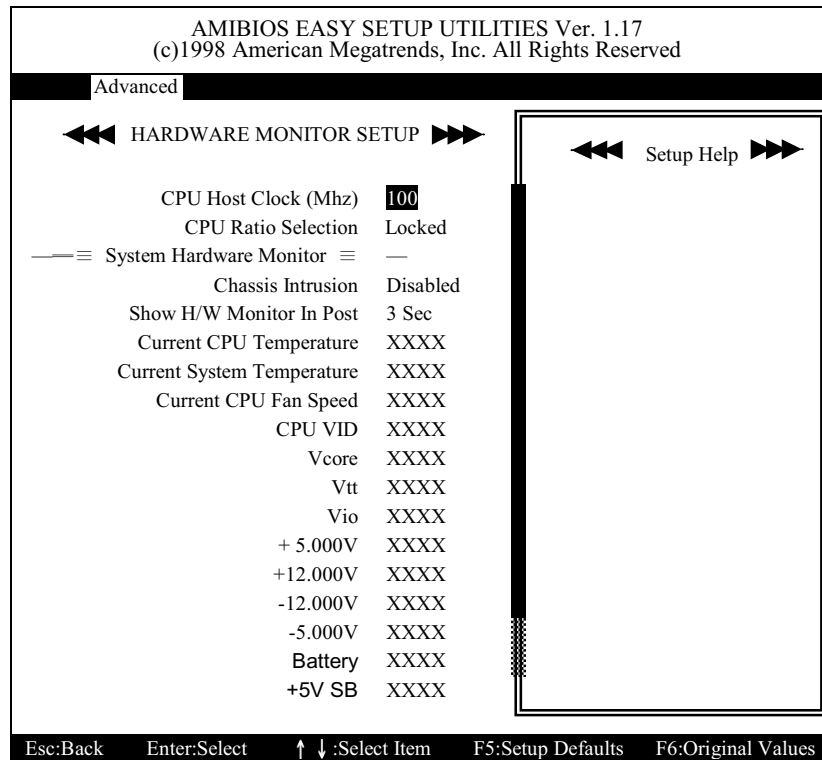 AMIBIOS EASY SETUP UTILITIES Ver. 1.17
(c)1998 American Megatrends, Inc. All Rights Reserved
Advanced
HARDWARE MONITOR SETUP
Setup Help
CPU Host Clock (Mhz) 100
CPU Ratio Selection Locked
System Hardware Monitor —
Chassis Intrusion Disabled
Show H/W Monitor In Post 3 Sec
Current CPU Temperature XXXX
Current System Temperature XXXX
Current CPU Fan Speed XXXX
CPU VID XXXX
Vcore XXXX
Vtt XXXX
Vio XXXX
+ 5.000V XXXX
+12.000V XXXX
-12.000V XXXX
-5.000V XXXX
Battery XXXX
+5V SB XXXX
Esc:Back Enter:Select ↑ ↓ :Select Item F5:Setup Defaults F6:Original Values